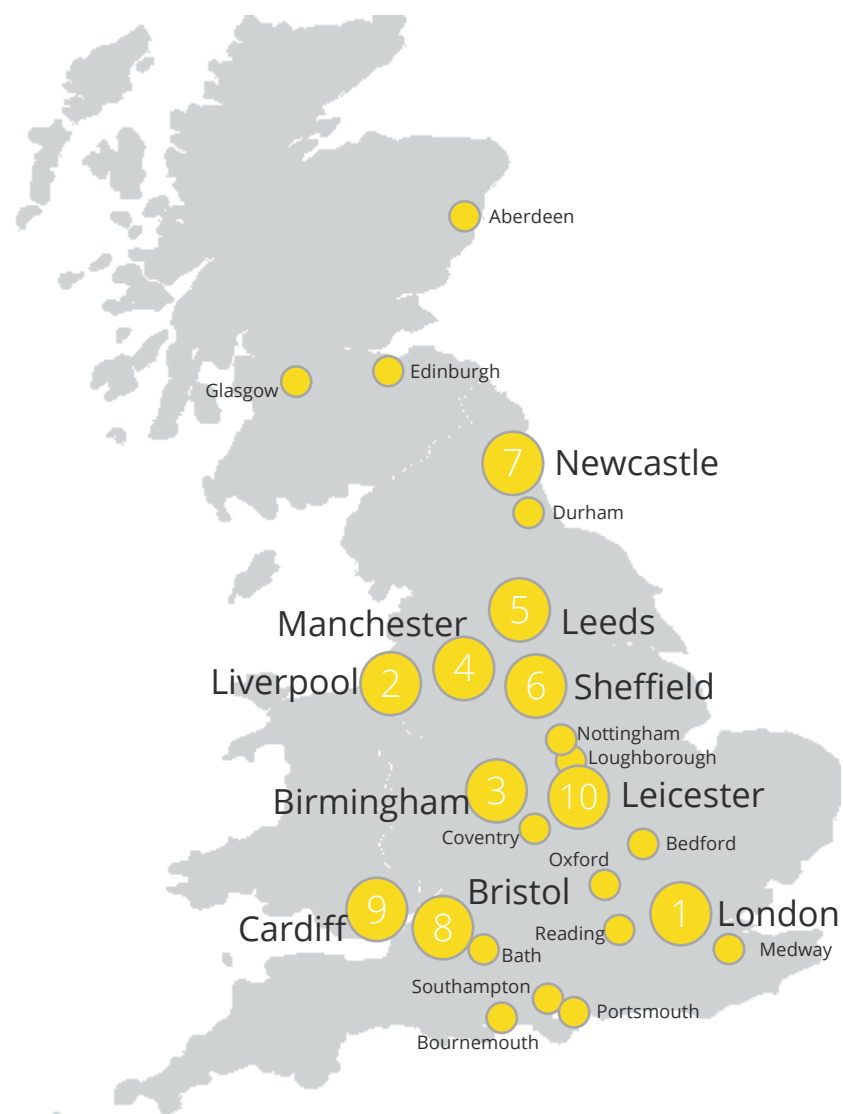 Aberdeen
Edinburgh
Glasgow
7 Newcastle
Durham
5
Manchester
Leeds
4
Liverpool 2
6 Sheffield
Nottingham
Loughborough
3
10 Leicester
Birmingham
Coventry
Bedford
Oxford
Bristol
9
1 London
Cardiff
8
Reading
Medway
Bath
Southampton
Portsmouth
Bournemouth